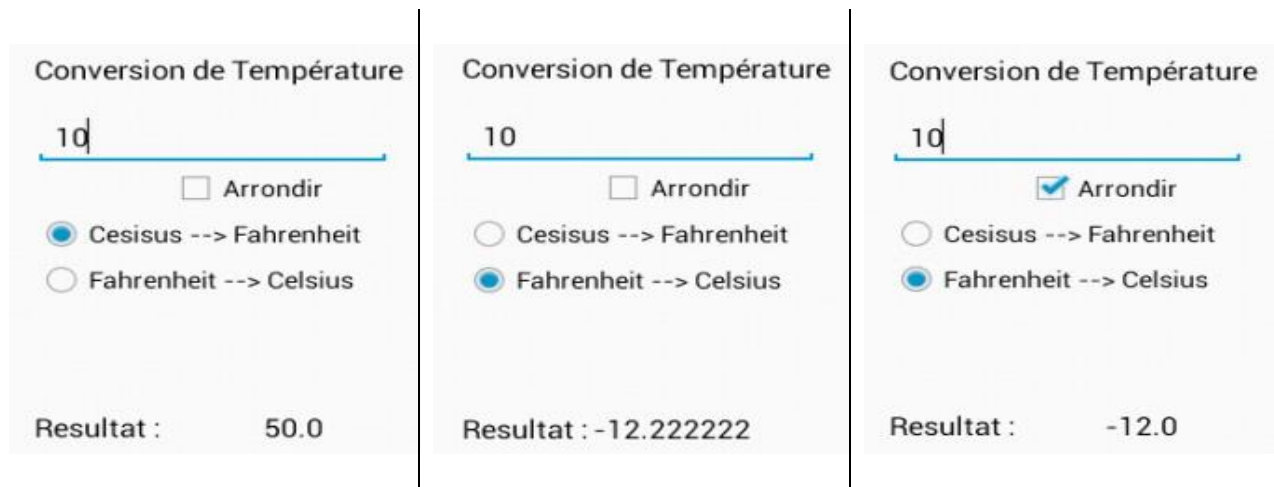 Conversion de Température
10
Arrondir
Cesisus --> Fahrenheit
Fahrenheit --> Celsius
Resultat : 50.0
Conversion de Température
10
Arrondir
Cesisus --> Fahrenheit
Fahrenheit --> Celsius
Resultat : -12.222222
Conversion de Température
10
Arrondir
Cesisus --> Fahrenheit
Fahrenheit --> Celsius
Resultat : -12.0